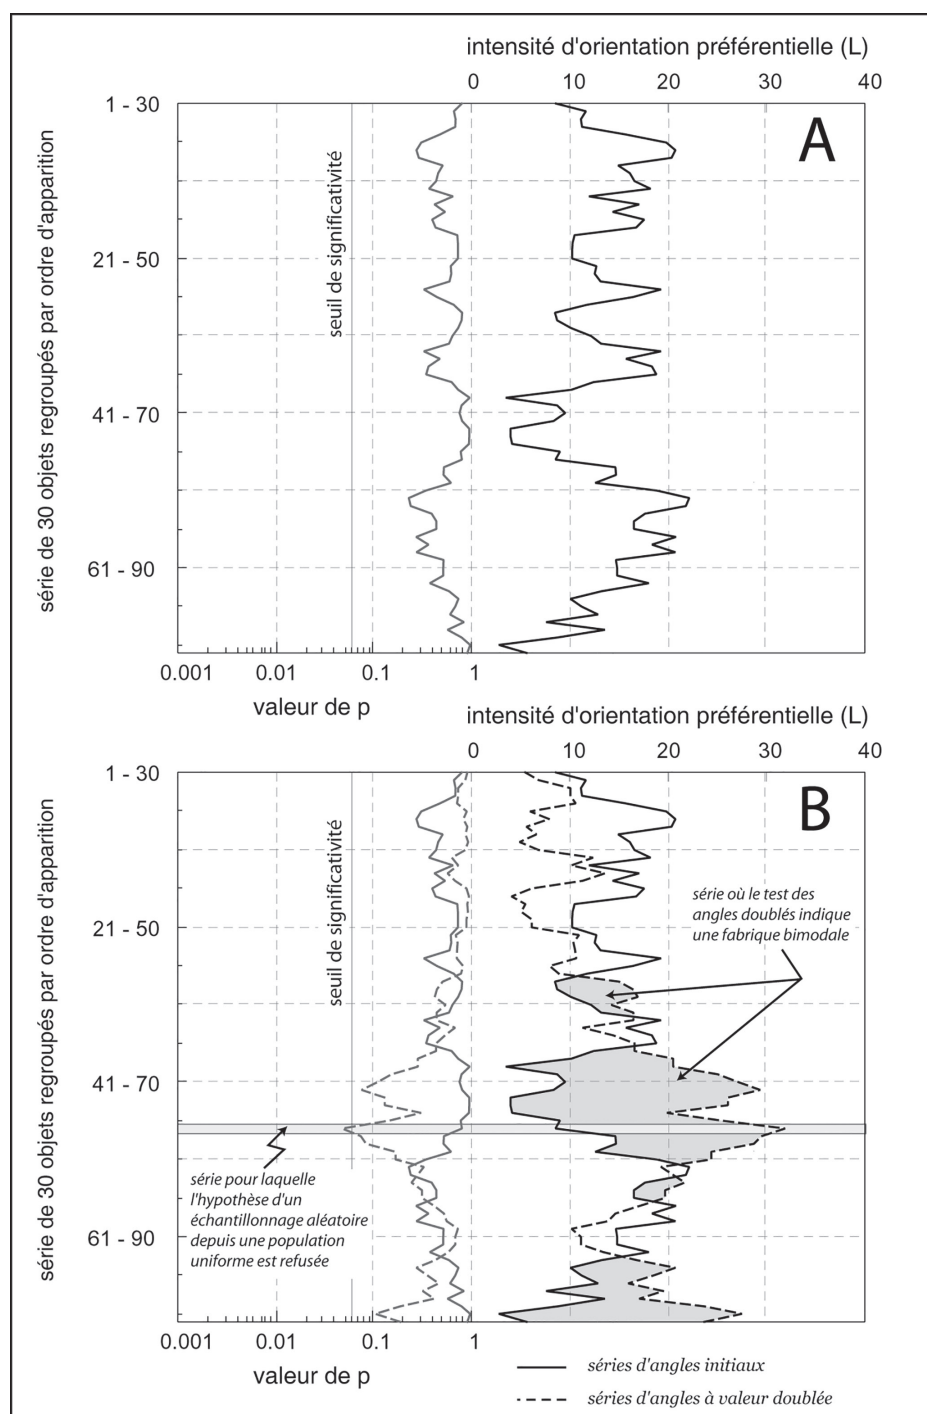 intensité d'orientation préférentielle (L)
0 10 20 30 40
série de 30 objets regroupés par ordre d'apparition
1 - 30
21 - 50
41 - 70
61 - 90
seuil de significativité
A
0.001 0.01 0.1 1
valeur de p
intensité d'orientation préférentielle (L)
0 10 20 30 40
série de 30 objets regroupés par ordre d'apparition
1 - 30
21 - 50
41 - 70
61 - 90
seuil de significativité
B
série où le test des
angles doublés indique
une fabrique bimodale
série pour laquelle
l'hypothèse d'un
échantillonnage aléatoire
depuis une population
uniforme est refusée
0.001 0.01 0.1 1
valeur de p
séries d'angles initiaux
séries d'angles à valeur doublée